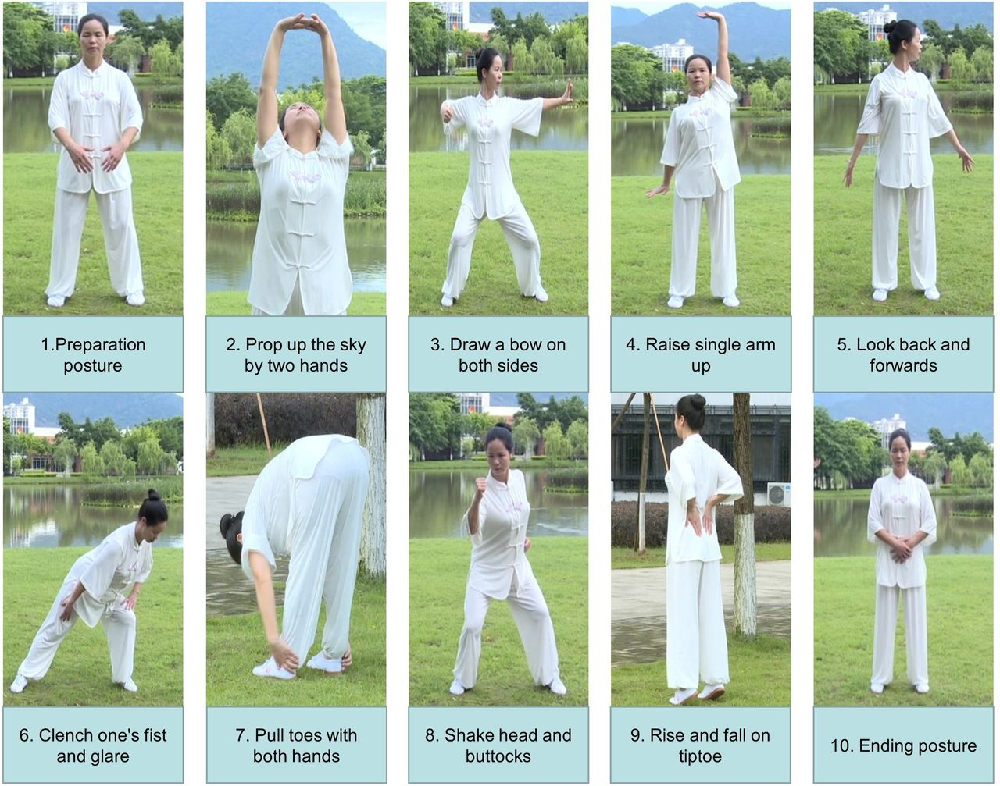 1.Preparation
posture
2. Prop up the sky
by two hands
3. Draw a bow on
both sides
4. Raise single arm
up
5. Look back and
forwards
6. Clench one's fist
and glare
7. Pull toes with
both hands
8. Shake head and
buttocks
9. Rise and fall on
tiptoe
10. Ending posture